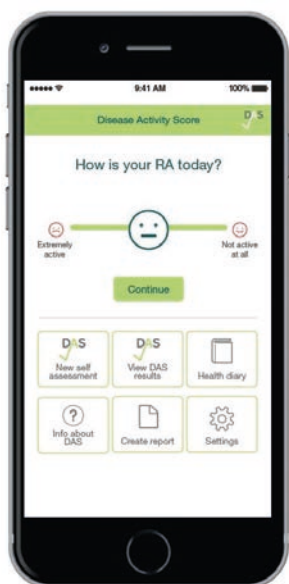 9:41 AM
100%
Disease Activity Score
DAS
How is your RA today?
Extremely
active
Not active
at all
Continue
DAS
New self
assessment
DAS
View DAS
results
Health diary
?
Info about
DAS
Create report
Settings